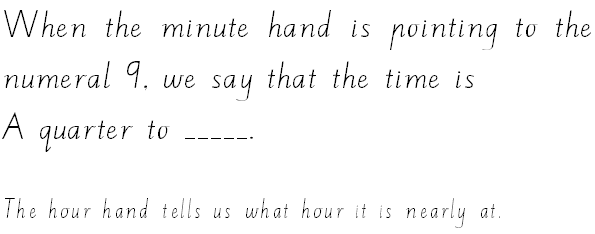 When the minute hand is pointing to the
numeral 9, we say that the time is
A quarter to _____.
The hour hand tells us what hour it is nearly at.